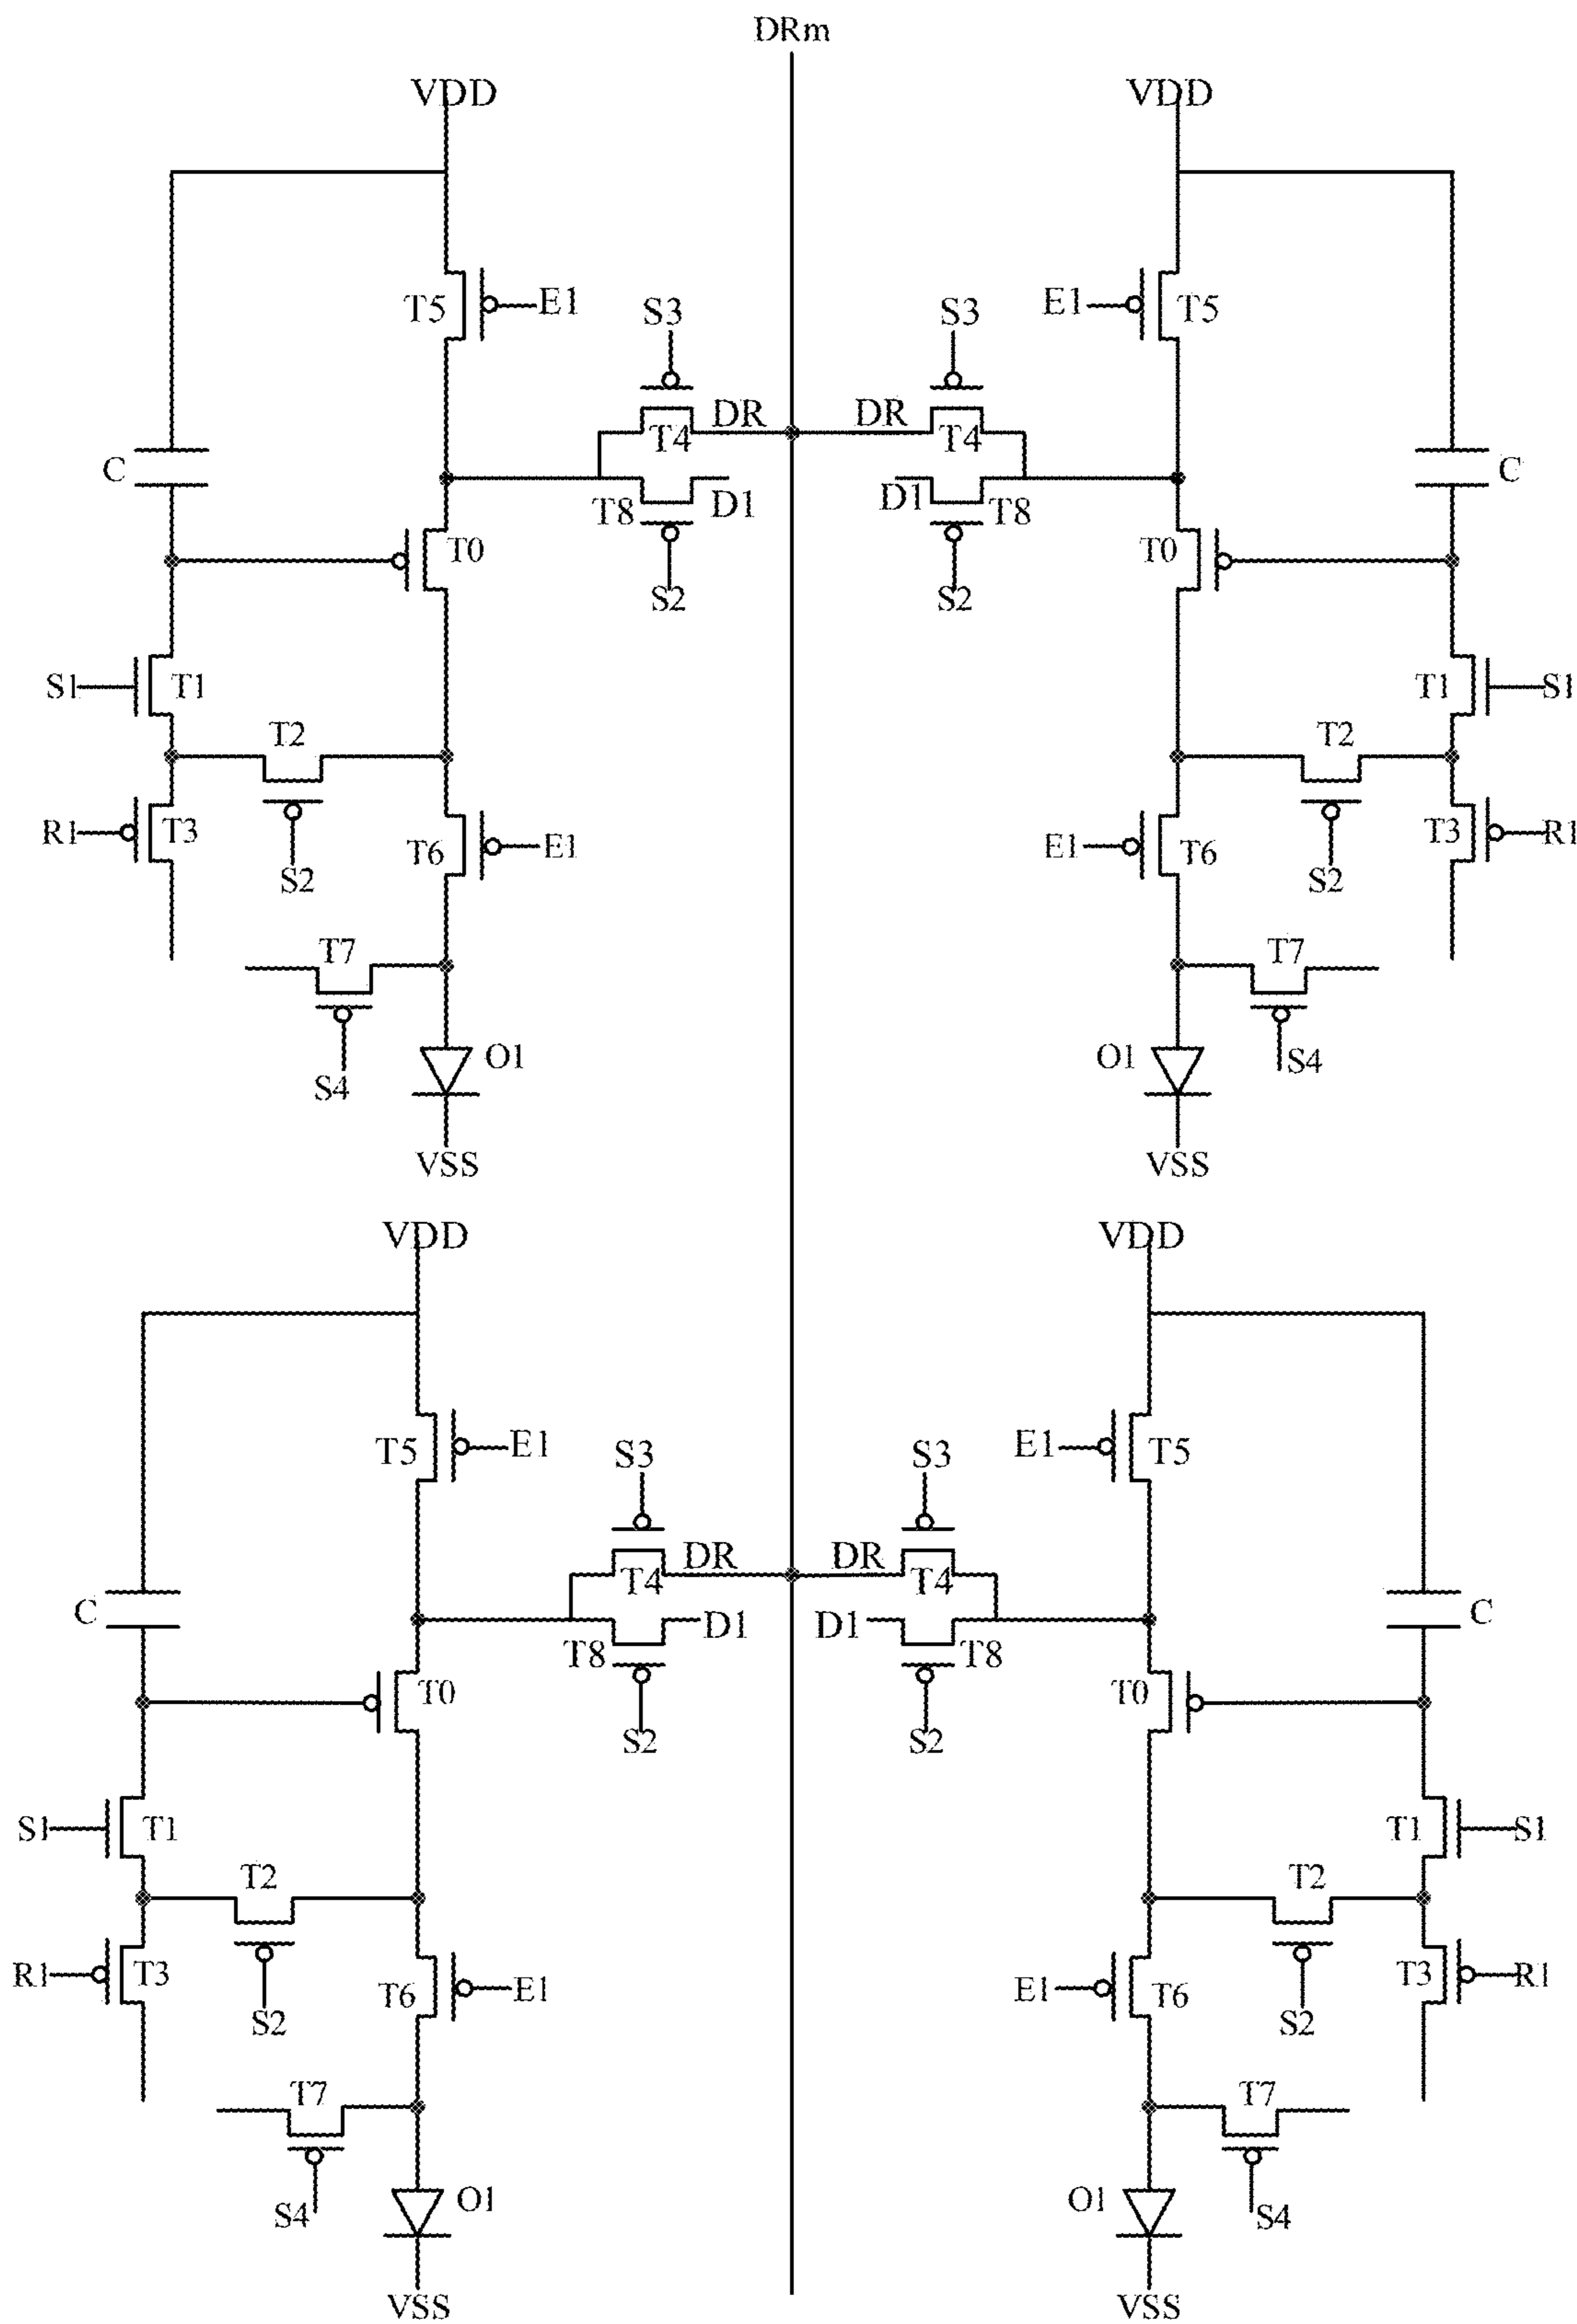 DRm
VDD VDD
T5 E1 E1 T5
S3 S3
DR DR
T4 T4
C C
T8 D1 D1 T8
T0 T0
S2 S2
S1 T1 T1 S1
T2 T2
R1 T3 T3 R1
T6 E1 E1 T6
S2 S2
T7 T7
O1 O1
S4 S4
VSS VSS
VDD VDD
T5 E1 E1 T5
S3 S3
DR DR
T4 T4
C C
T8 D1 D1 T8
T0 T0
S2 S2
S1 T1 T1 S1
T2 T2
R1 T3 T3 R1
T6 E1 E1 T6
S2 S2
T7 T7
O1 O1
S4 S4
VSS VSS